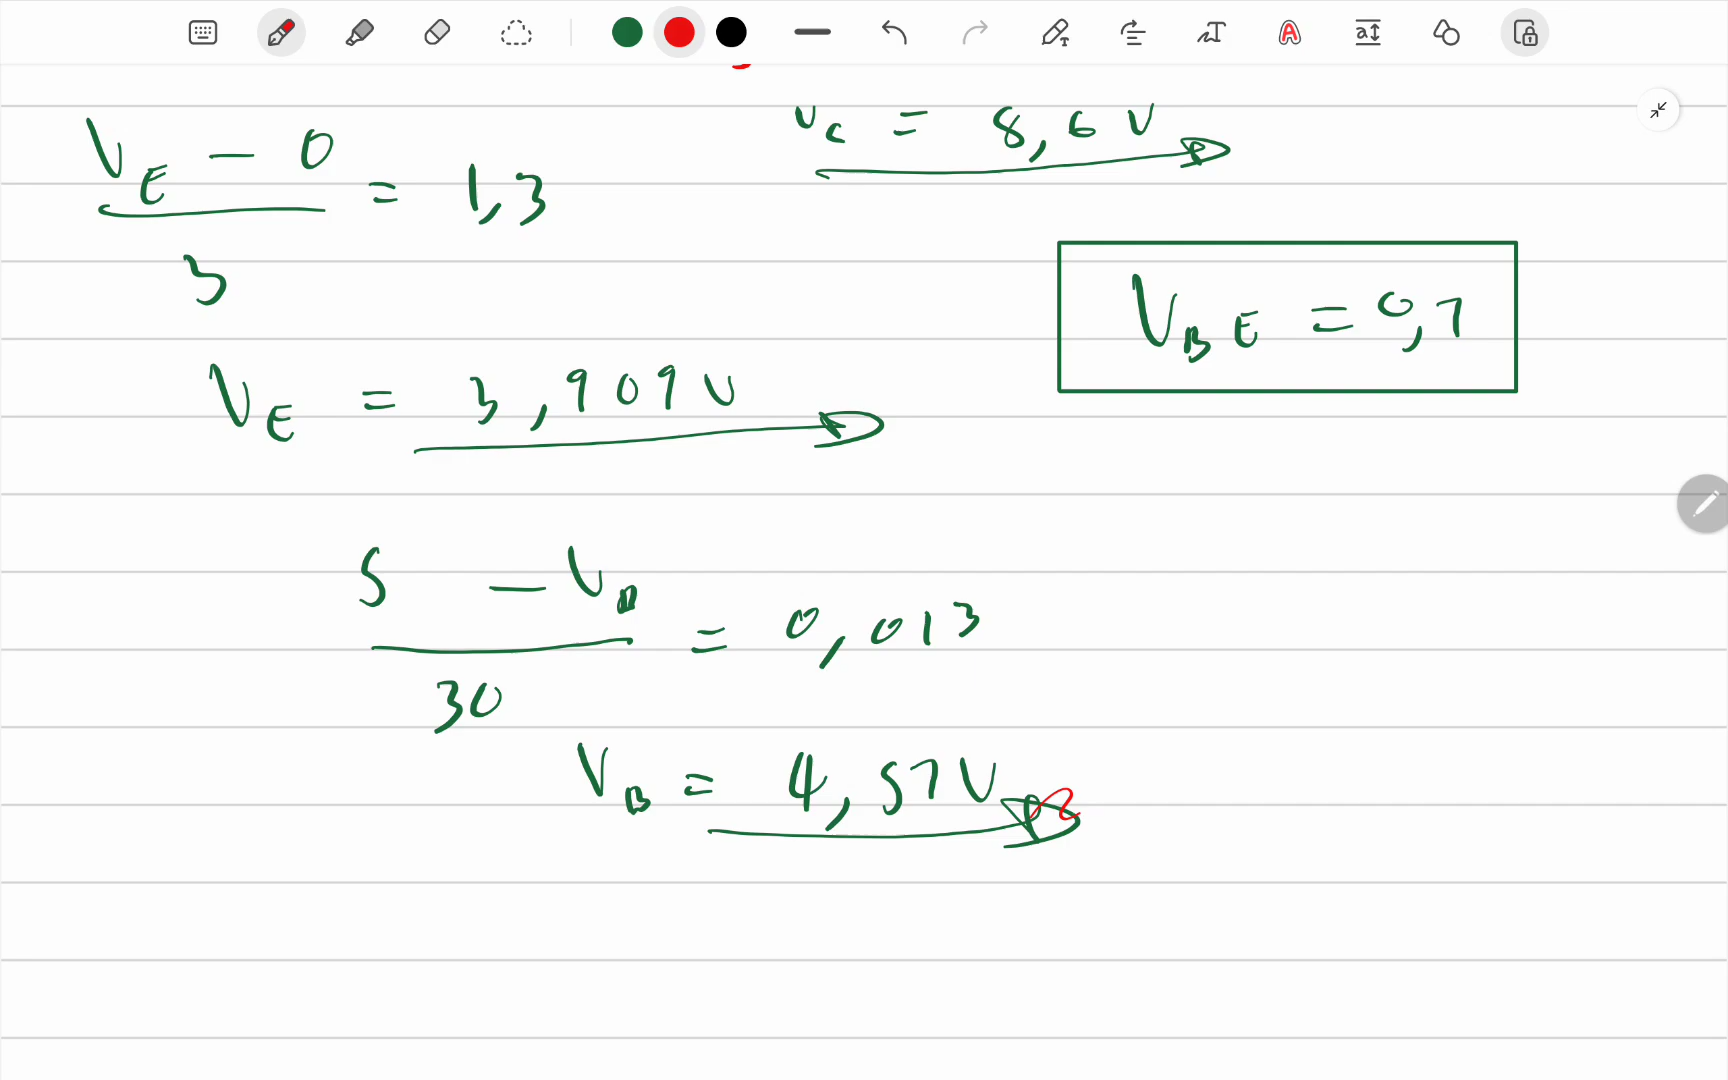 V_E − 0 / 3 = 1,3
V_C = 8,6 V
V_BE = 0,7
V_E = 3,909 V
5 − V_B / 30 = 0,013
V_B = 4,57 V